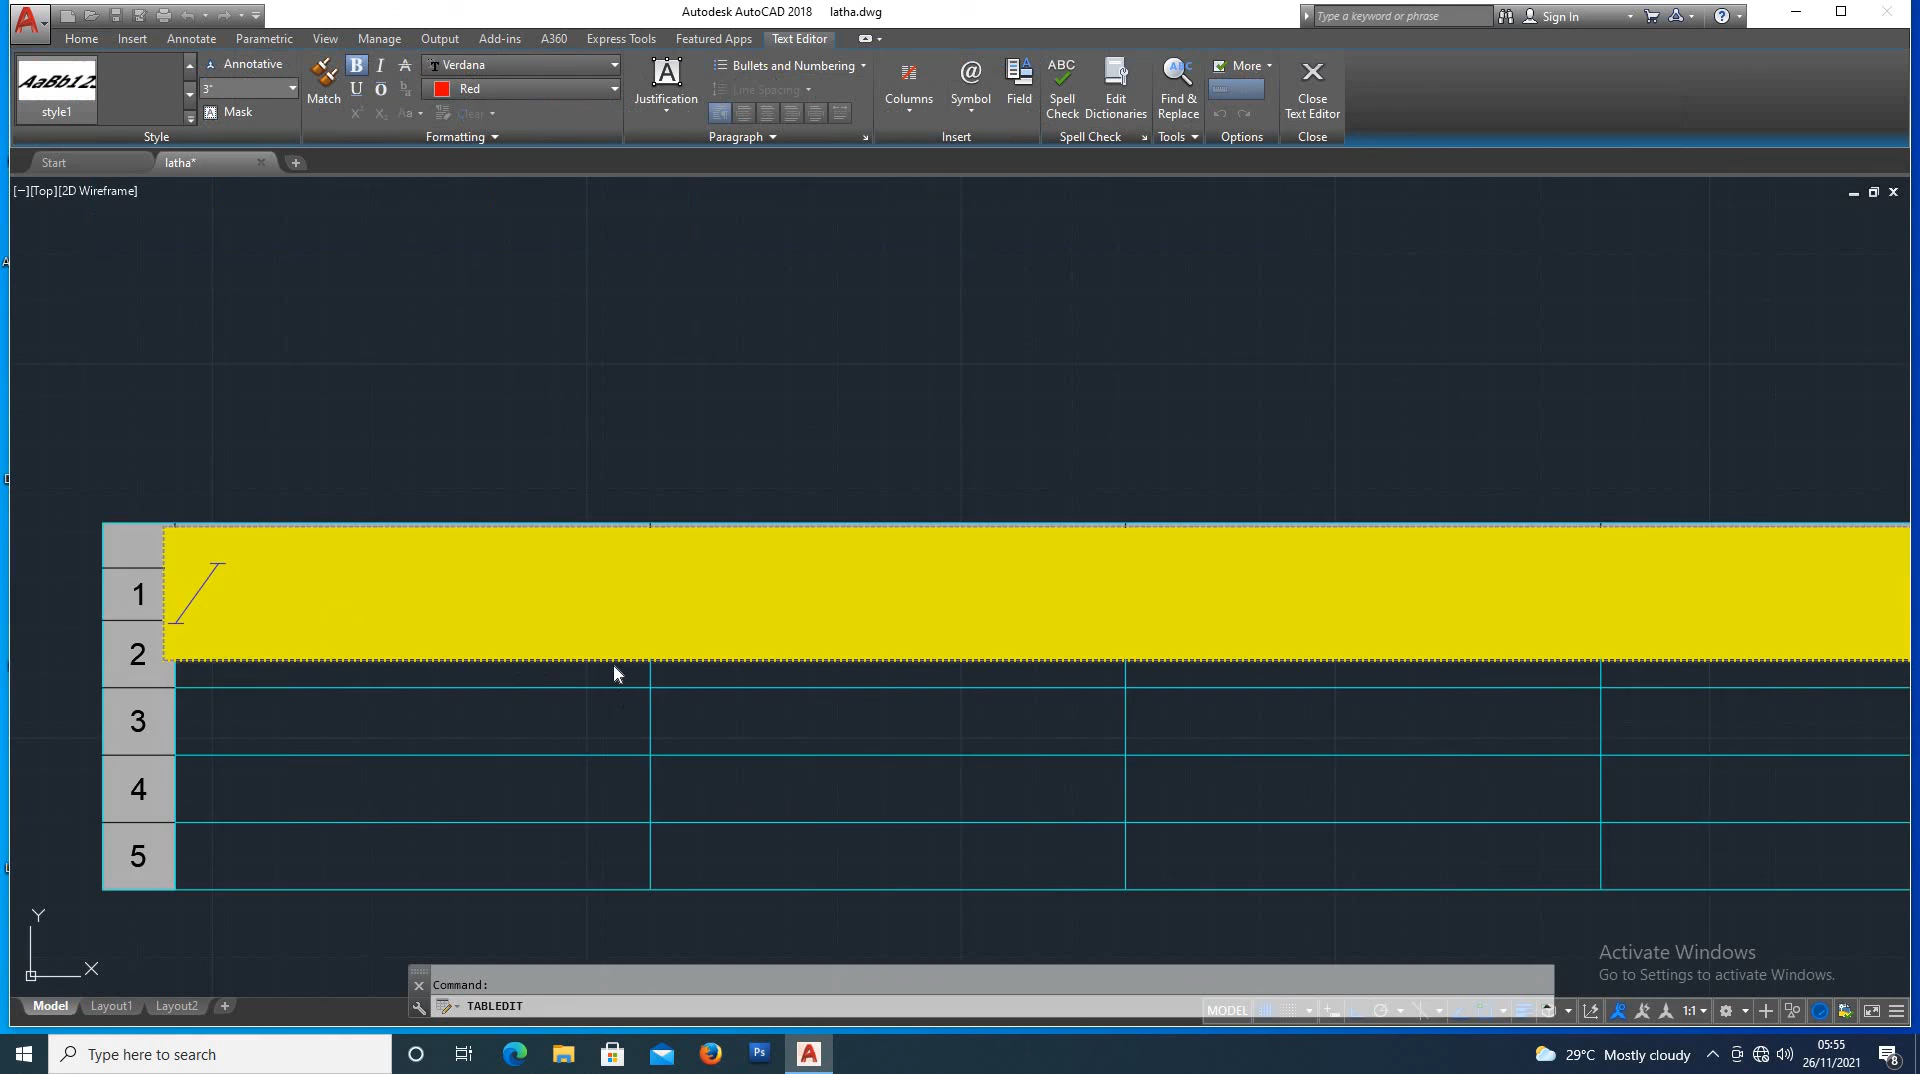 Autodesk AutoCAD 2018 latha.dwg
Type a keyword or phrase
Sign In
Home Insert Annotate Parametric View Manage Output Add-ins A360 Express Tools Featured Apps Text Editor
AaBb12
style1
Style
Annotative
3"
Mask
Match
Verdana
Red
Formatting
Justification
Bullets and Numbering
Line Spacing
Paragraph
Columns
Symbol
Field
Insert
ABC
Spell Check
Edit Dictionaries
Spell Check
Find & Replace
Tools
More
Options
Close Text Editor
Close
Clear
Start
latha*
[−][Top][2D Wireframe]
1
2
3
4
5
Y
X
Activate Windows
Go to Settings to activate Windows.
Command:
TABLEDIT
Model Layout1 Layout2
MODEL
1:1
Type here to search
Ps
29°C Mostly cloudy
05:55
26/11/2021
8